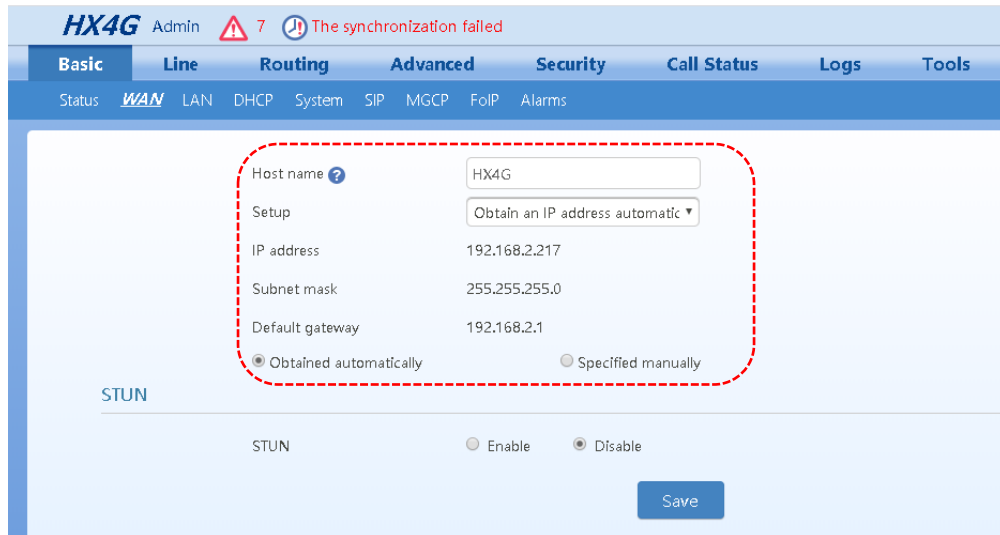 HX4G Admin 7 The synchronization failed
Basic Line Routing Advanced Security Call Status Logs Tools
Status WAN LAN DHCP System SIP MGCP FoIP Alarms
Host name ? HX4G
Setup Obtain an IP address automatic
IP address 192.168.2.217
Subnet mask 255.255.255.0
Default gateway 192.168.2.1
Obtained automatically Specified manually
STUN
STUN Enable Disable
Save